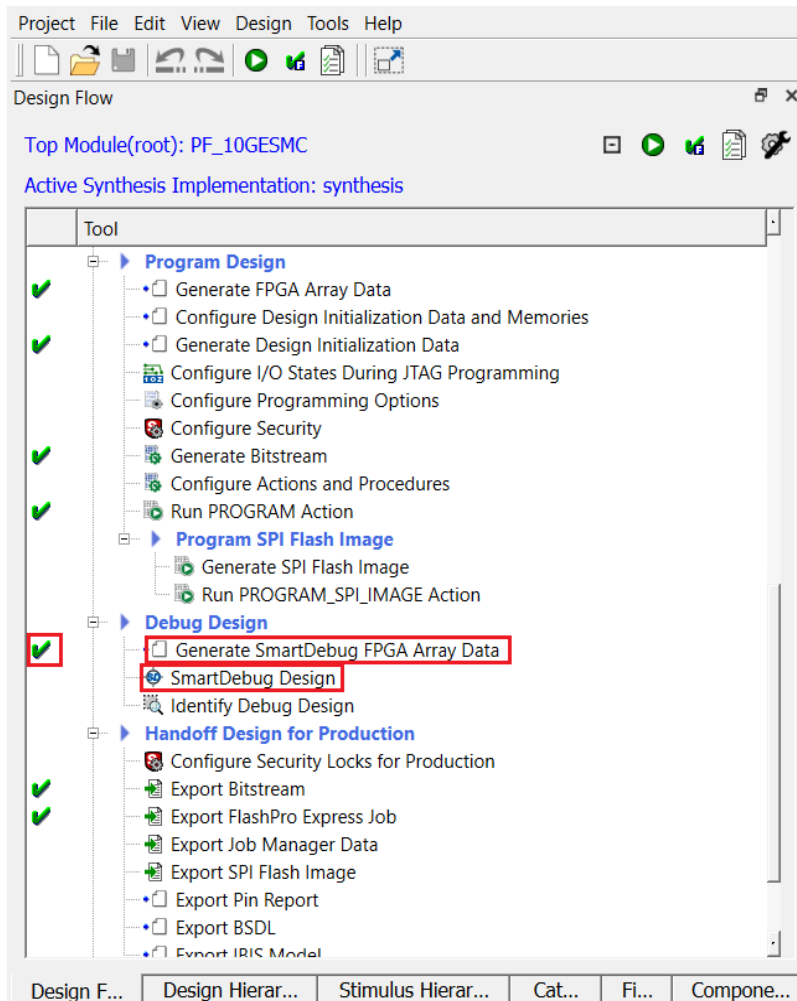 Project File Edit View Design Tools Help
Design Flow
Top Module(root): PF_10GESMC
Active Synthesis Implementation: synthesis
Tool
Program Design
Generate FPGA Array Data
Configure Design Initialization Data and Memories
Generate Design Initialization Data
Configure I/O States During JTAG Programming
Configure Programming Options
Configure Security
Generate Bitstream
Configure Actions and Procedures
Run PROGRAM Action
Program SPI Flash Image
Generate SPI Flash Image
Run PROGRAM_SPI_IMAGE Action
Debug Design
Generate SmartDebug FPGA Array Data
SmartDebug Design
Identify Debug Design
Handoff Design for Production
Configure Security Locks for Production
Export Bitstream
Export FlashPro Express Job
Export Job Manager Data
Export SPI Flash Image
Export Pin Report
Export BSDL
Export IBIS Model
Design F... Design Hierar... Stimulus Hierar... Cat... Fi... Compone...